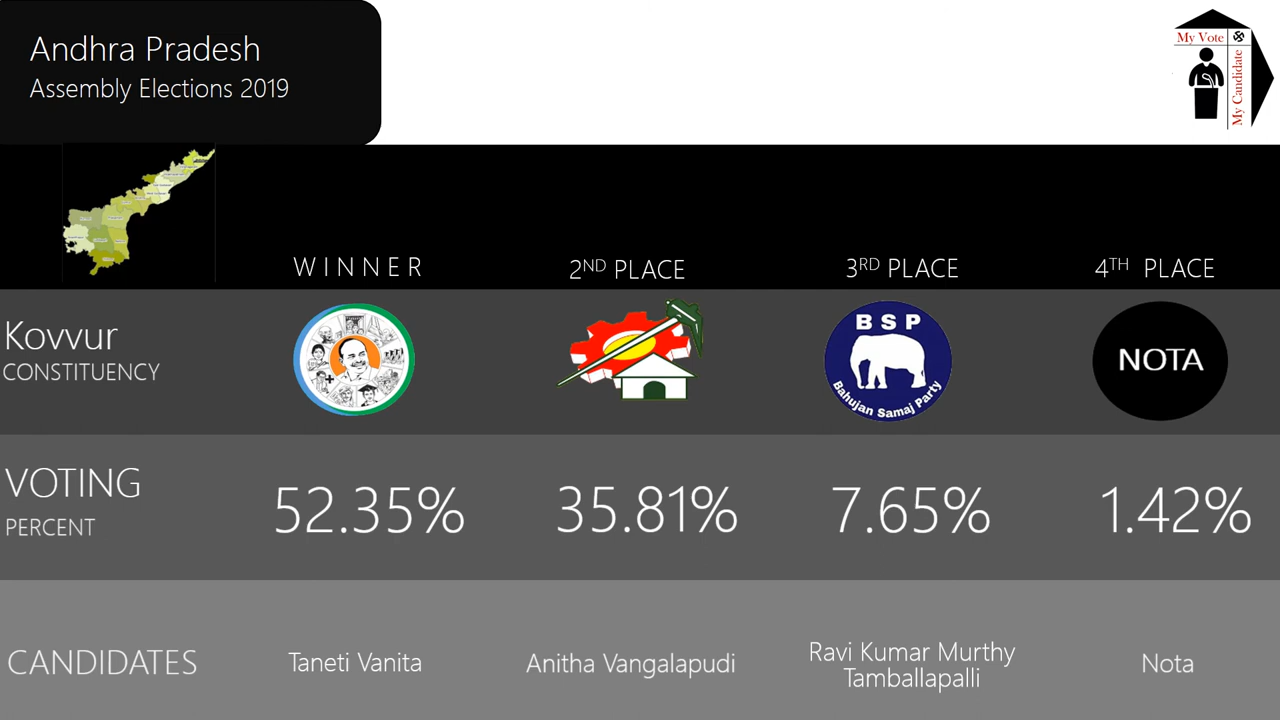 Andhra Pradesh
Assembly Elections 2019
My Vote
My Candidate
WINNER
2ND PLACE
3RD PLACE
4TH PLACE
Kovvur
CONSTITUENCY
BSP
Bahujan Samaj Party
NOTA
VOTING
PERCENT
52.35%
35.81%
7.65%
1.42%
CANDIDATES
Taneti Vanita
Anitha Vangalapudi
Ravi Kumar Murthy
Tamballapalli
Nota